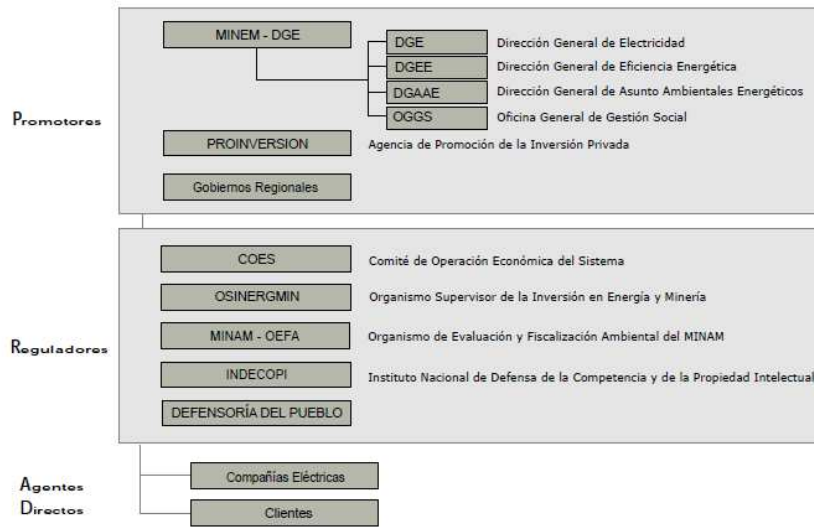 MINEM - DGE
DGE Dirección General de Electricidad
DGEE Dirección General de Eficiencia Energética
DGAAE Dirección General de Asunto Ambientales Energéticos
OGGS Oficina General de Gestión Social
Promotores
PROINVERSION Agencia de Promoción de la Inversión Privada
Gobiernos Regionales
COES Comité de Operación Económica del Sistema
OSINERGMIN Organismo Supervisor de la Inversión en Energía y Minería
MINAM - OEFA Organismo de Evaluación y Fiscalización Ambiental del MINAM
Reguladores
INDECOPI Instituto Nacional de Defensa de la Competencia y de la Propiedad Intelectual
DEFENSORÍA DEL PUEBLO
Compañías Eléctricas
Agentes
Directos
Clientes